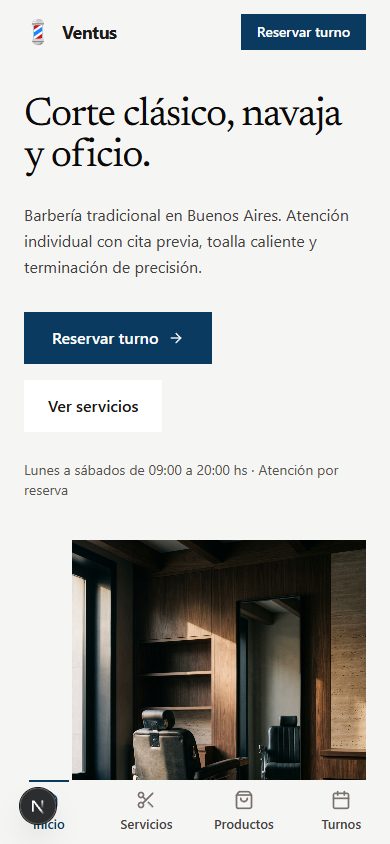 Ventus
Reservar turno
Corte clásico, navaja
y oficio.
Barbería tradicional en Buenos Aires. Atención
individual con cita previa, toalla caliente y
terminación de precisión.
Reservar turno
Ver servicios
Lunes a sábados de 09:00 a 20:00 hs · Atención por
reserva
N
Inicio
Servicios
Productos
Turnos